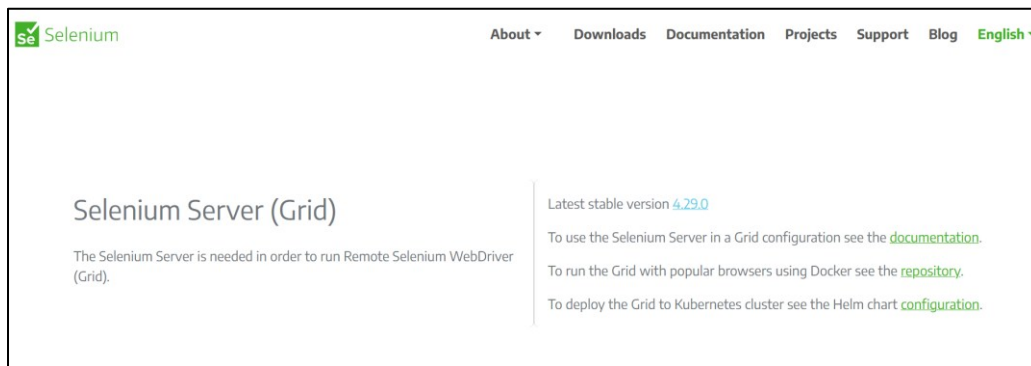 Se Selenium
About Downloads Documentation Projects Support Blog English
Selenium Server (Grid)
The Selenium Server is needed in order to run Remote Selenium WebDriver
(Grid).
Latest stable version 4.29.0
To use the Selenium Server in a Grid configuration see the documentation.
To run the Grid with popular browsers using Docker see the repository.
To deploy the Grid to Kubernetes cluster see the Helm chart configuration.